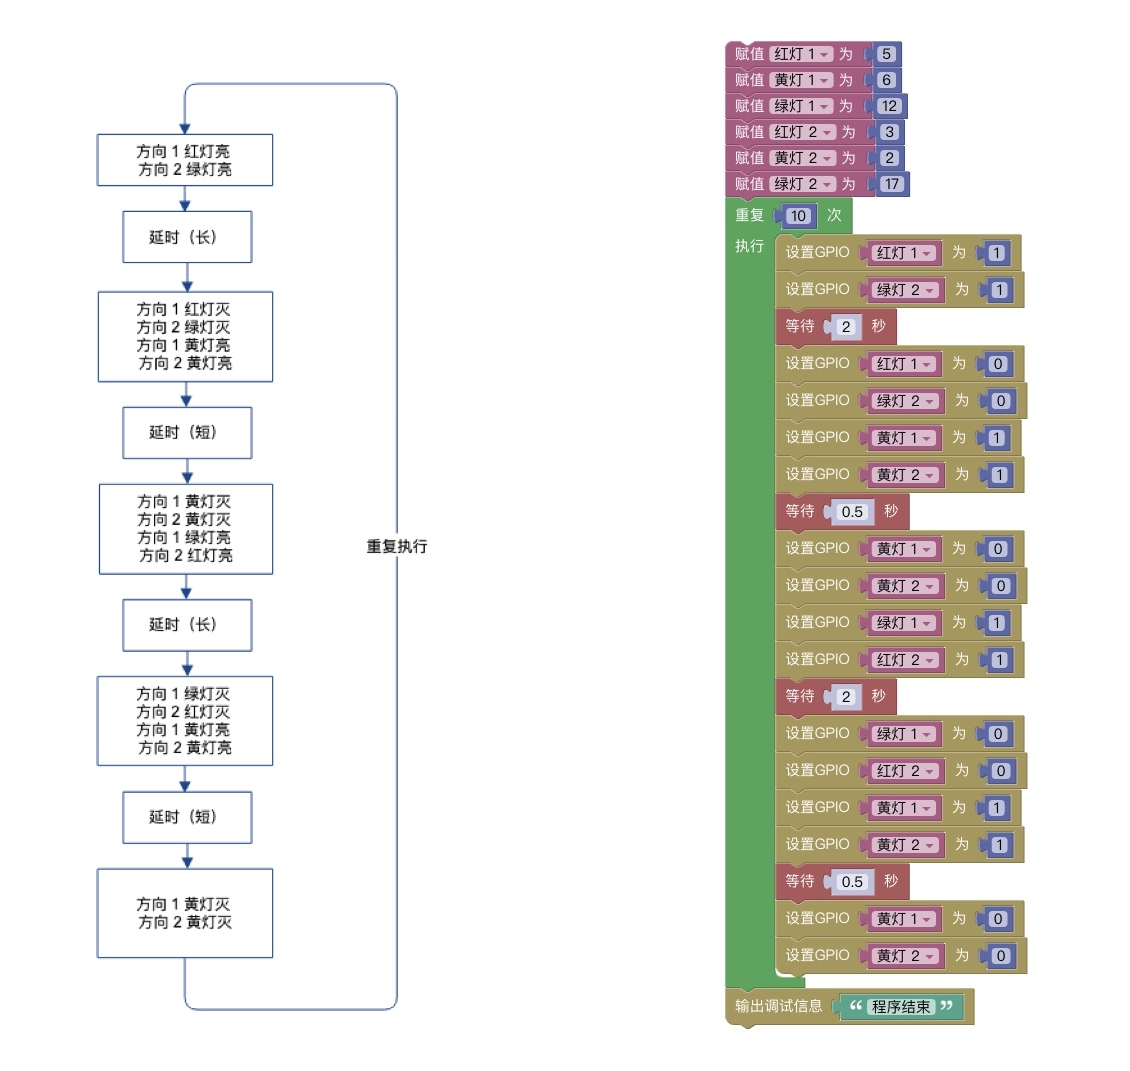 方向 1 红灯亮
方向 2 绿灯亮
延时（长）
方向 1 红灯灭
方向 2 绿灯灭
方向 1 黄灯亮
方向 2 黄灯亮
延时（短）
方向 1 黄灯灭
方向 2 黄灯灭
方向 1 绿灯亮
方向 2 红灯亮
延时（长）
方向 1 绿灯灭
方向 2 红灯灭
方向 1 黄灯亮
方向 2 黄灯亮
延时（短）
方向 1 黄灯灭
方向 2 黄灯灭
重复执行
赋值 红灯 1 为 5
赋值 黄灯 1 为 6
赋值 绿灯 1 为 12
赋值 红灯 2 为 3
赋值 黄灯 2 为 2
赋值 绿灯 2 为 17
重复 10 次
执行 设置GPIO 红灯 1 为 1
设置GPIO 绿灯 2 为 1
等待 2 秒
设置GPIO 红灯 1 为 0
设置GPIO 绿灯 2 为 0
设置GPIO 黄灯 1 为 1
设置GPIO 黄灯 2 为 1
等待 0.5 秒
设置GPIO 黄灯 1 为 0
设置GPIO 黄灯 2 为 0
设置GPIO 绿灯 1 为 1
设置GPIO 红灯 2 为 1
等待 2 秒
设置GPIO 绿灯 1 为 0
设置GPIO 红灯 2 为 0
设置GPIO 黄灯 1 为 1
设置GPIO 黄灯 2 为 1
等待 0.5 秒
设置GPIO 黄灯 1 为 0
设置GPIO 黄灯 2 为 0
输出调试信息 “ 程序结束 ”